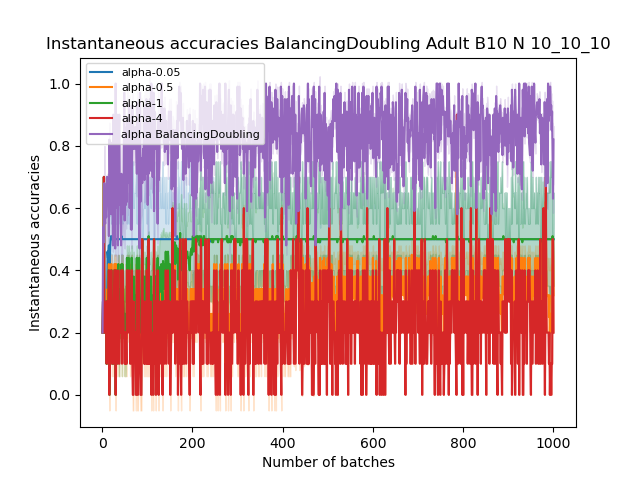 Instantaneous accuracies BalancingDoubling Adult B10 N 10_10_10
alpha-0.05
alpha-0.5
alpha-1
alpha-4
alpha BalancingDoubling
Instantaneous accuracies
1.0
0.8
0.6
0.4
0.2
0.0
0
200
400
600
800
1000
Number of batches